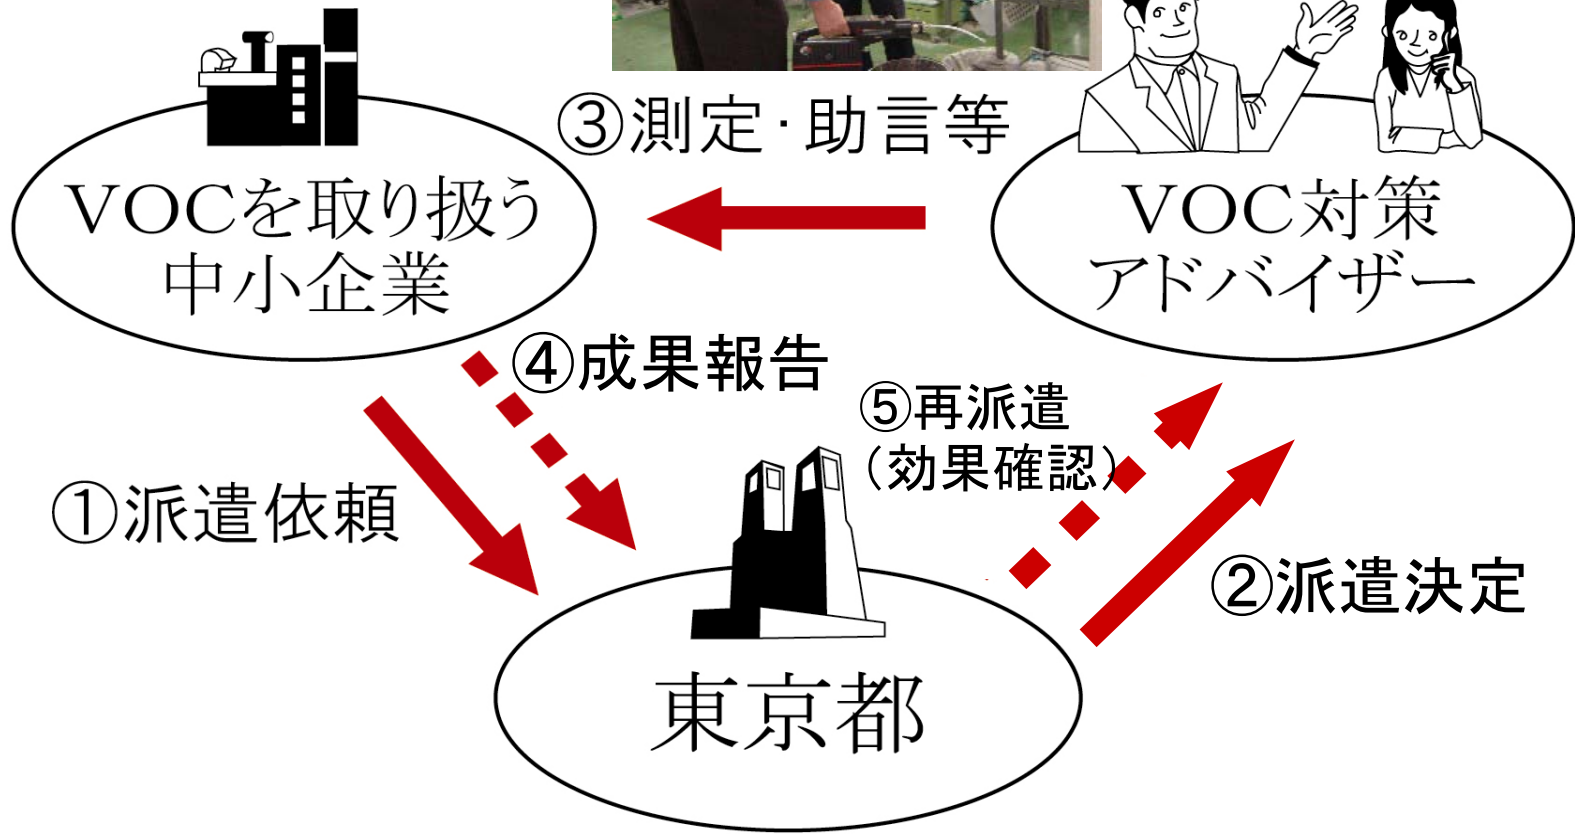 ③測定・助言等
VOCを取り扱う
中小企業
VOC対策
アドバイザー
④成果報告
⑤再派遣
（効果確認）
①派遣依頼
②派遣決定
東京都